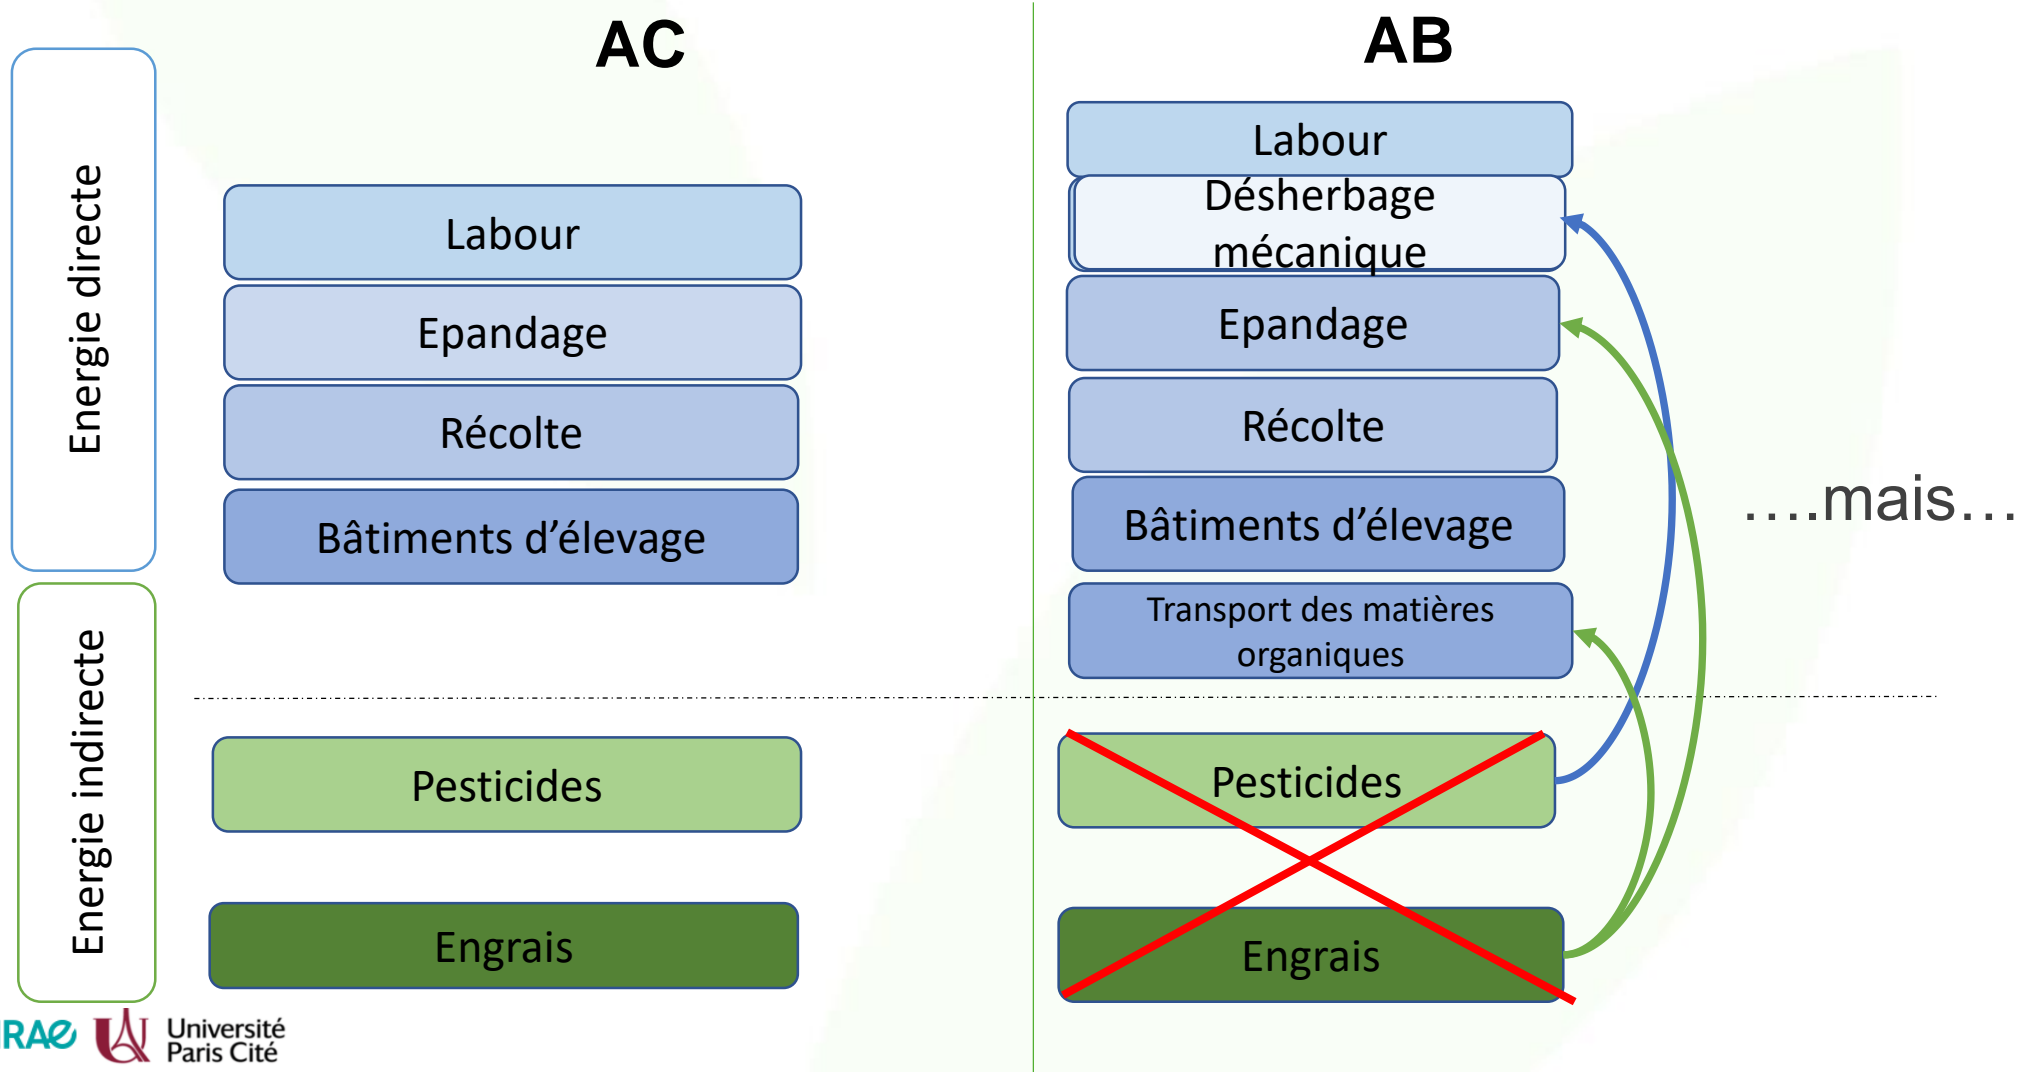 AC
AB
Energie directe
Labour
Epandage
Récolte
Bâtiments d’élevage
Labour
Désherbage
mécanique
Epandage
Récolte
Bâtiments d’élevage
Transport des matières
organiques
….mais…
Energie indirecte
Pesticides
Engrais
Pesticides
Engrais
RAE
Université
Paris Cité